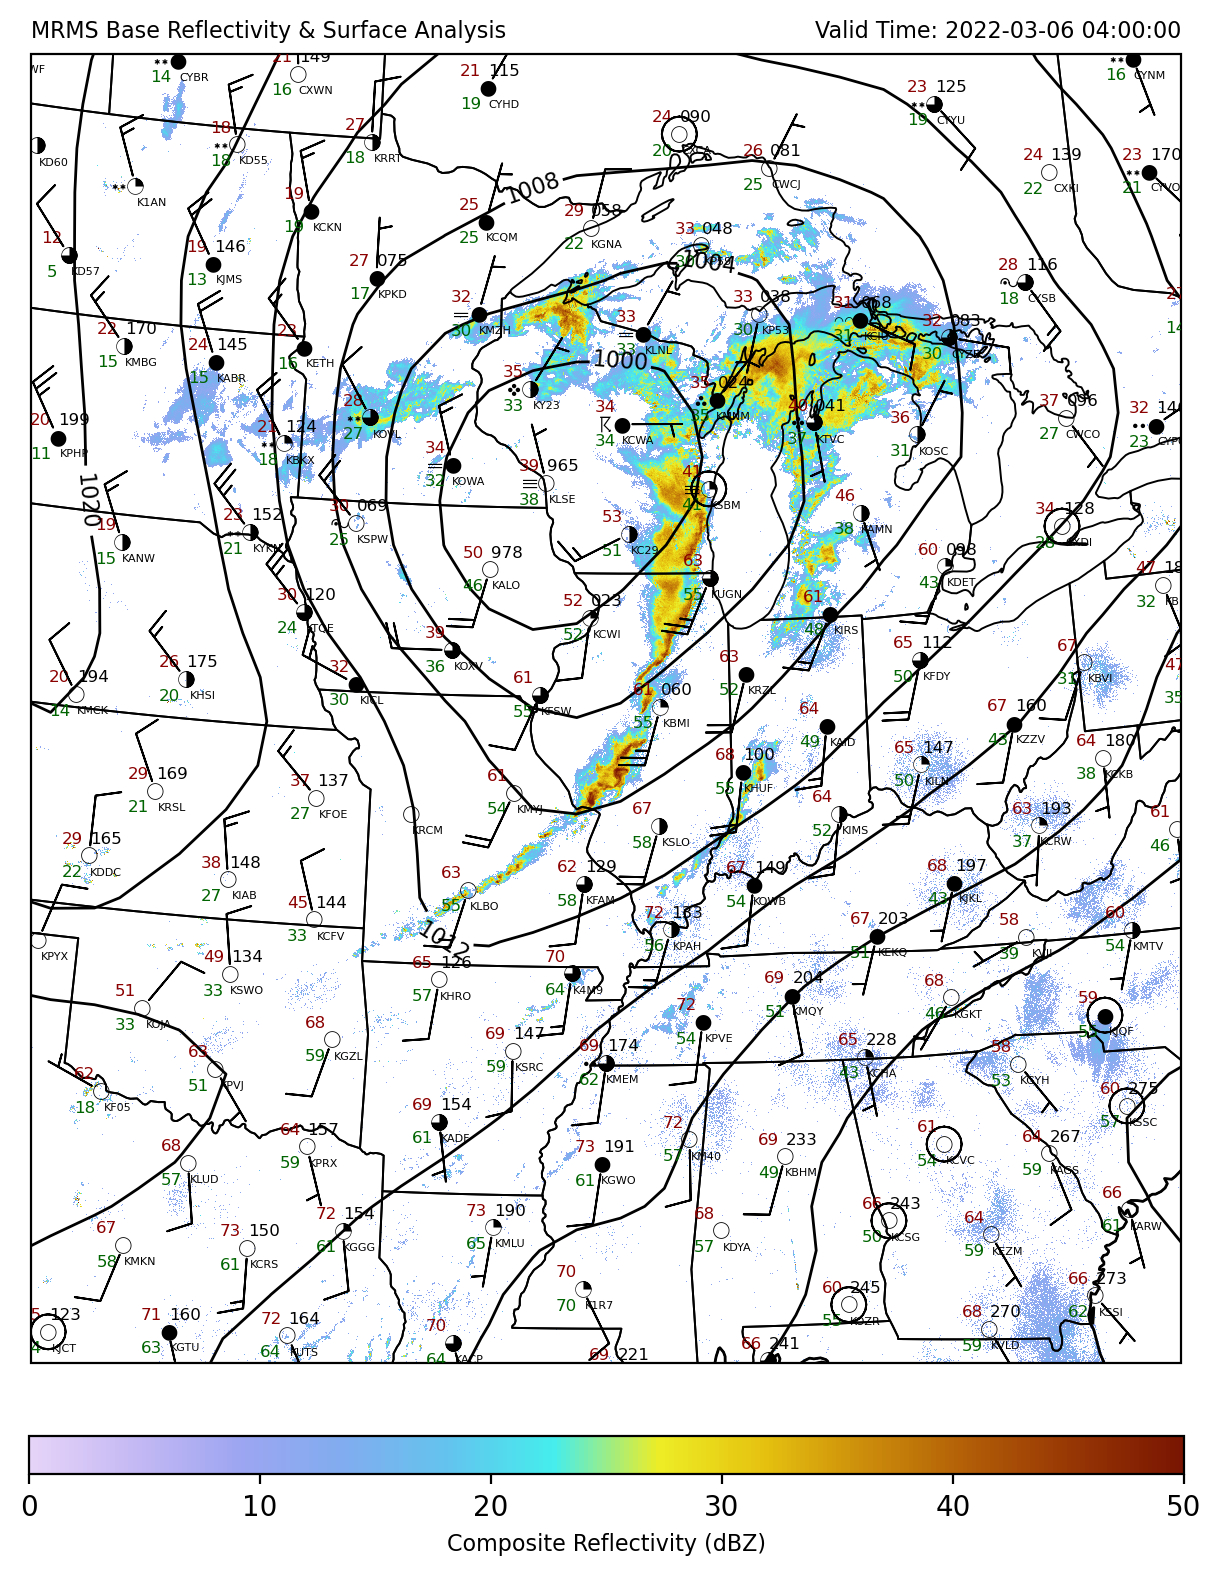 MRMS Base Reflectivity & Surface Analysis
Valid Time: 2022-03-06 04:00:00
14 CYBR
149
16 CXWN
21 115
19 CYHD
24 090
20
23 125
19 CYYU
16 CYNM
KD60
K1AN
18
18 KD55
27
18 KRRT
26 081
25 CWCJ
24 139
22 CXKI
23 170
21 CYVO
12
5 KD57
19 146
13 KJMS
19
19 KCKN
27 075
17 KPKD
25
25 KCQM
29 058
22 KGNA
33 048
1008
1004
28 116
18 CYSB
22 170
15 KMBG
24 145
15 KABR
23
16 KETH
32
30 KMZH
33
33 KLNL
33 038
30 KP53
31 068
31
32 083
30
1000
20 199
11 KPHP
21 124
18 KBKX
28
27 KOVL
35
33 KY23
34
34 KCWA
35 024
35
40 041
37 KTVC
36
31 KOSC
37 096
27 CWCO
32
23
1020
19
15 KANW
23 152
21
30 069
25 KSPW
34
32 KOWA
39 965
38 KLSE
53
51 KC29
41
41 KSBM
46
38
34 128
60 098
43 KDET
50 978
46 KALO
63
55 KUGN
47
32
30 120
24
52 023
52 KCWI
61
48 KIRS
65 112
50 KFDY
67
31 KBVI
47
35
20 194
14 KMCK
26 175
20 KHSI
32
30 KICL
39
36 KOXV
61
55 KFSW
61 060
55 KBMI
63
52 KRZL
64
49 KAID
67 160
43 KZZV
64 180
38
29 169
21 KRSL
37 137
27 KFOE
KRCM
61
54 KMYJ
68 100
55 KHUF
65 147
50
67
58 KSLO
64
52 KIMS
63 193
37 KCRW
61
46
29 165
22 KDDC
38 148
27 KIAB
45 144
33 KCFV
63
55 KLBO
62 129
58 KFAM
67 149
54 KOWB
68 197
43 KJKL
KPYX
49 134
33 KSWO
1012
65 126
57 KHRO
70
64 K4M9
72
56 KPAH
67 203
51 KEKQ
58
39
60
54 KMTV
51
33
68
59 KGZL
69 147
59 KSRC
72
54 KPVE
69 204
51 KMQY
68
46 KGKT
59
63
51 KPVJ
62
18 KF05
69 174
62 KMEM
65 228
43 KCHA
58
53
60 275
57 KSSC
68
57 KLUD
64 157
59 KPRX
69 154
61 KADF
73 191
61 KGWO
72
57 KM40
69 233
49 KBHM
61
54 KCVC
64 267
59 KAGS
67
58 KMKN
73 150
61 KCRS
72 154
61 KGGG
73 190
65 KMLU
68
57 KDYA
66 243
50 KCSG
64
59 KEZM
66
61
123
KJCT
71 160
63 KGTU
72 164
64 KUTS
70
64
70
70 K1R7
69 221
66 241
60 245
55
68 270
59 KVLD
66 273
62 KSSI
0 10 20 30 40 50
Composite Reflectivity (dBZ)